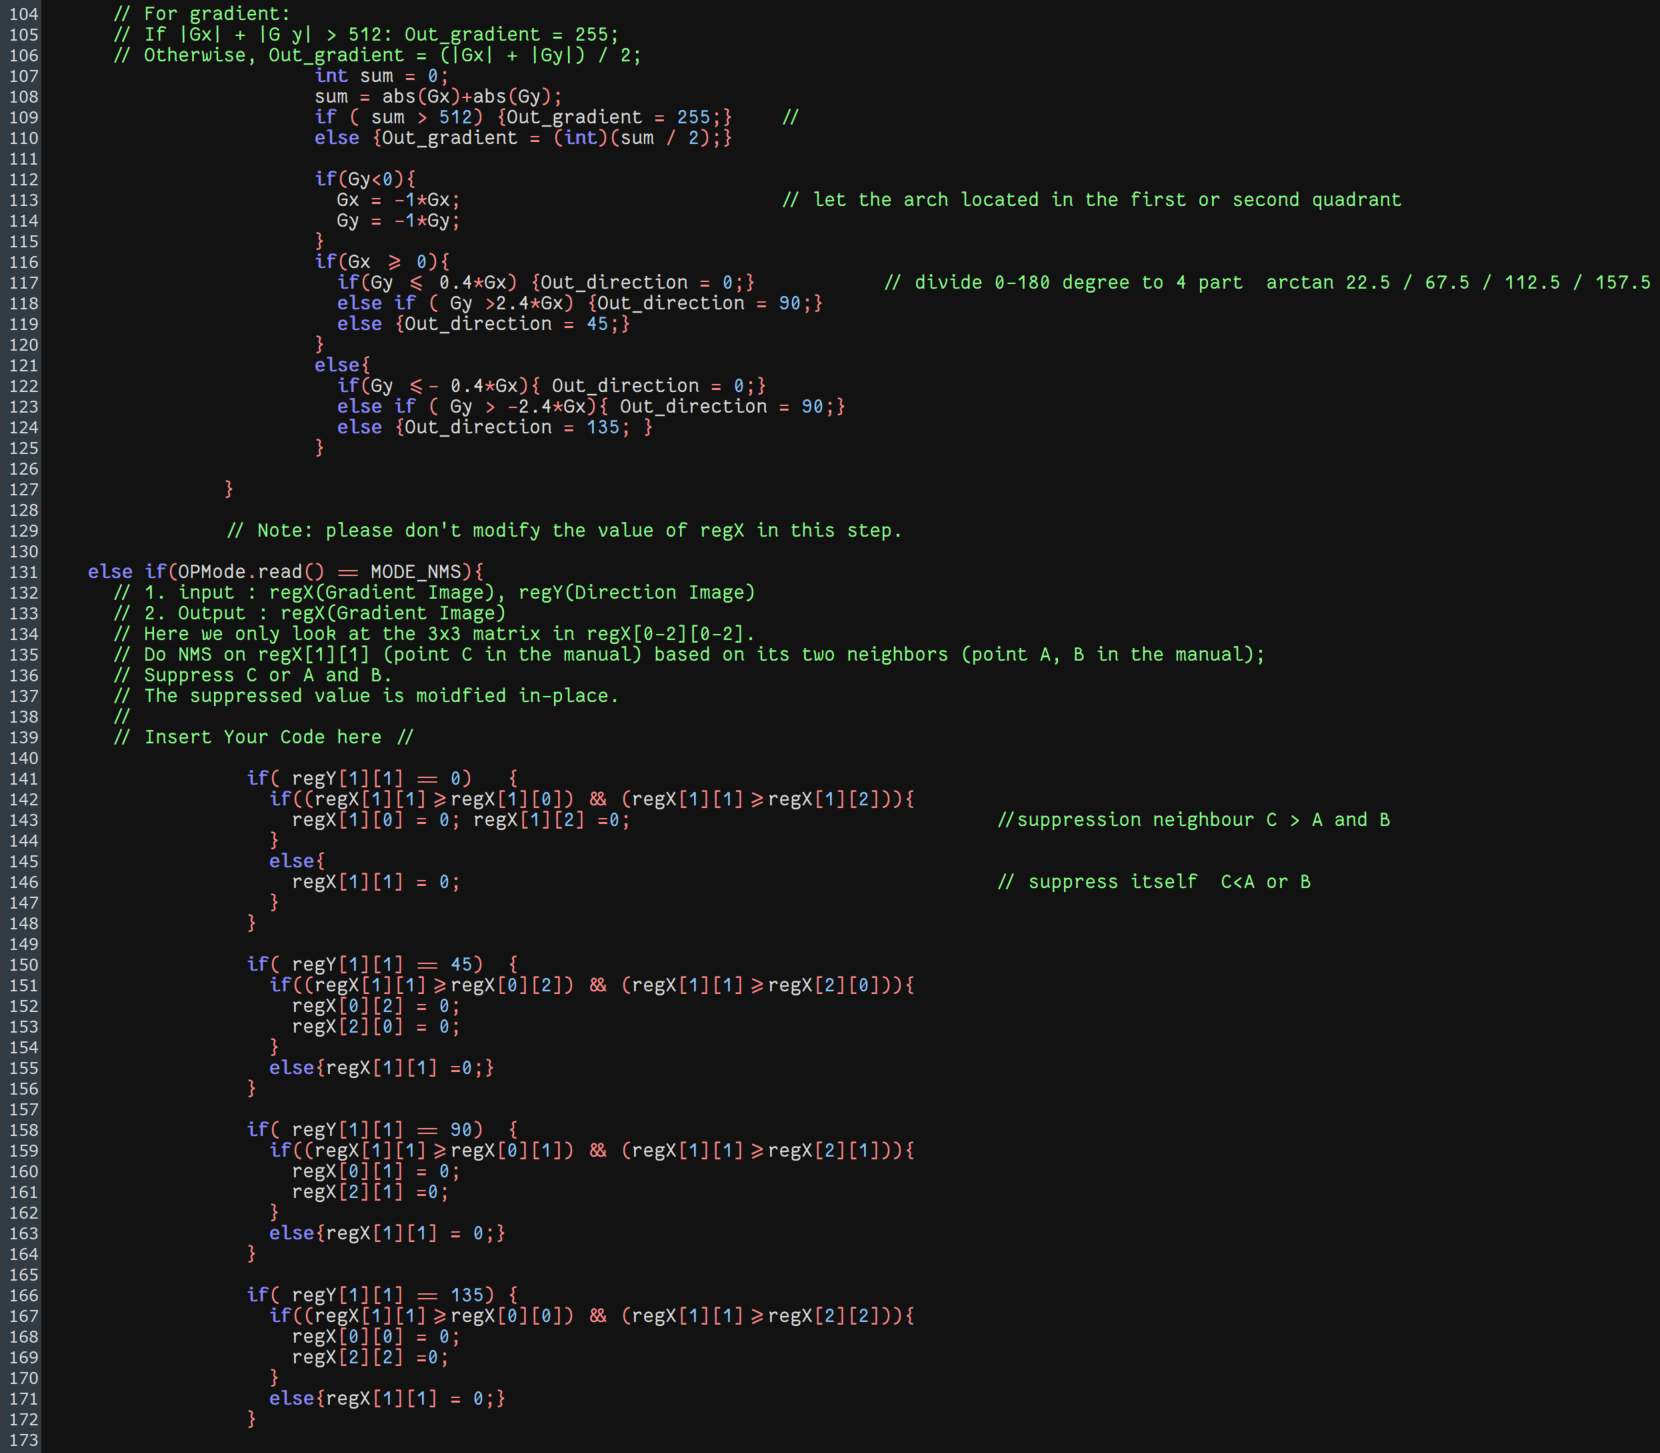 104 // For gradient:
105 // If |Gx| + |G y| > 512: Out_gradient = 255;
106 // Otherwise, Out_gradient = (|Gx| + |Gy|) / 2;
107 int sum = 0;
108 sum = abs(Gx)+abs(Gy);
109 if ( sum > 512) {Out_gradient = 255;} //
110 else {Out_gradient = (int)(sum / 2);}
111
112 if(Gy<0){
113 Gx = -1*Gx; // let the arch located in the first or second quadrant
114 Gy = -1*Gy;
115 }
116 if(Gx >= 0){
117 if(Gy <= 0.4*Gx) {Out_direction = 0;} // divide 0-180 degree to 4 part arctan 22.5 / 67.5 / 112.5 / 157.5
118 else if ( Gy >2.4*Gx) {Out_direction = 90;}
119 else {Out_direction = 45;}
120 }
121 else{
122 if(Gy <=- 0.4*Gx){ Out_direction = 0;}
123 else if ( Gy > -2.4*Gx){ Out_direction = 90;}
124 else {Out_direction = 135; }
125 }
126
127 }
128
129 // Note: please don't modify the value of regX in this step.
130
131 else if(OPMode.read() == MODE_NMS){
132 // 1. input : regX(Gradient Image), regY(Direction Image)
133 // 2. Output : regX(Gradient Image)
134 // Here we only look at the 3x3 matrix in regX[0-2][0-2].
135 // Do NMS on regX[1][1] (point C in the manual) based on its two neighbors (point A, B in the manual);
136 // Suppress C or A and B.
137 // The suppressed value is moidfied in-place.
138 //
139 // Insert Your Code here //
140
141 if( regY[1][1] == 0) {
142 if((regX[1][1]>=regX[1][0]) && (regX[1][1]>=regX[1][2])){
143 regX[1][0] = 0; regX[1][2] =0; //suppression neighbour C > A and B
144 }
145 else{
146 regX[1][1] = 0; // suppress itself C<A or B
147 }
148 }
149
150 if( regY[1][1] == 45) {
151 if((regX[1][1]>=regX[0][2]) && (regX[1][1]>=regX[2][0])){
152 regX[0][2] = 0;
153 regX[2][0] = 0;
154 }
155 else{regX[1][1] =0;}
156 }
157
158 if( regY[1][1] == 90) {
159 if((regX[1][1]>=regX[0][1]) && (regX[1][1]>=regX[2][1])){
160 regX[0][1] = 0;
161 regX[2][1] =0;
162 }
163 else{regX[1][1] = 0;}
164 }
165
166 if( regY[1][1] == 135) {
167 if((regX[1][1]>=regX[0][0]) && (regX[1][1]>=regX[2][2])){
168 regX[0][0] = 0;
169 regX[2][2] =0;
170 }
171 else{regX[1][1] = 0;}
172 }
173